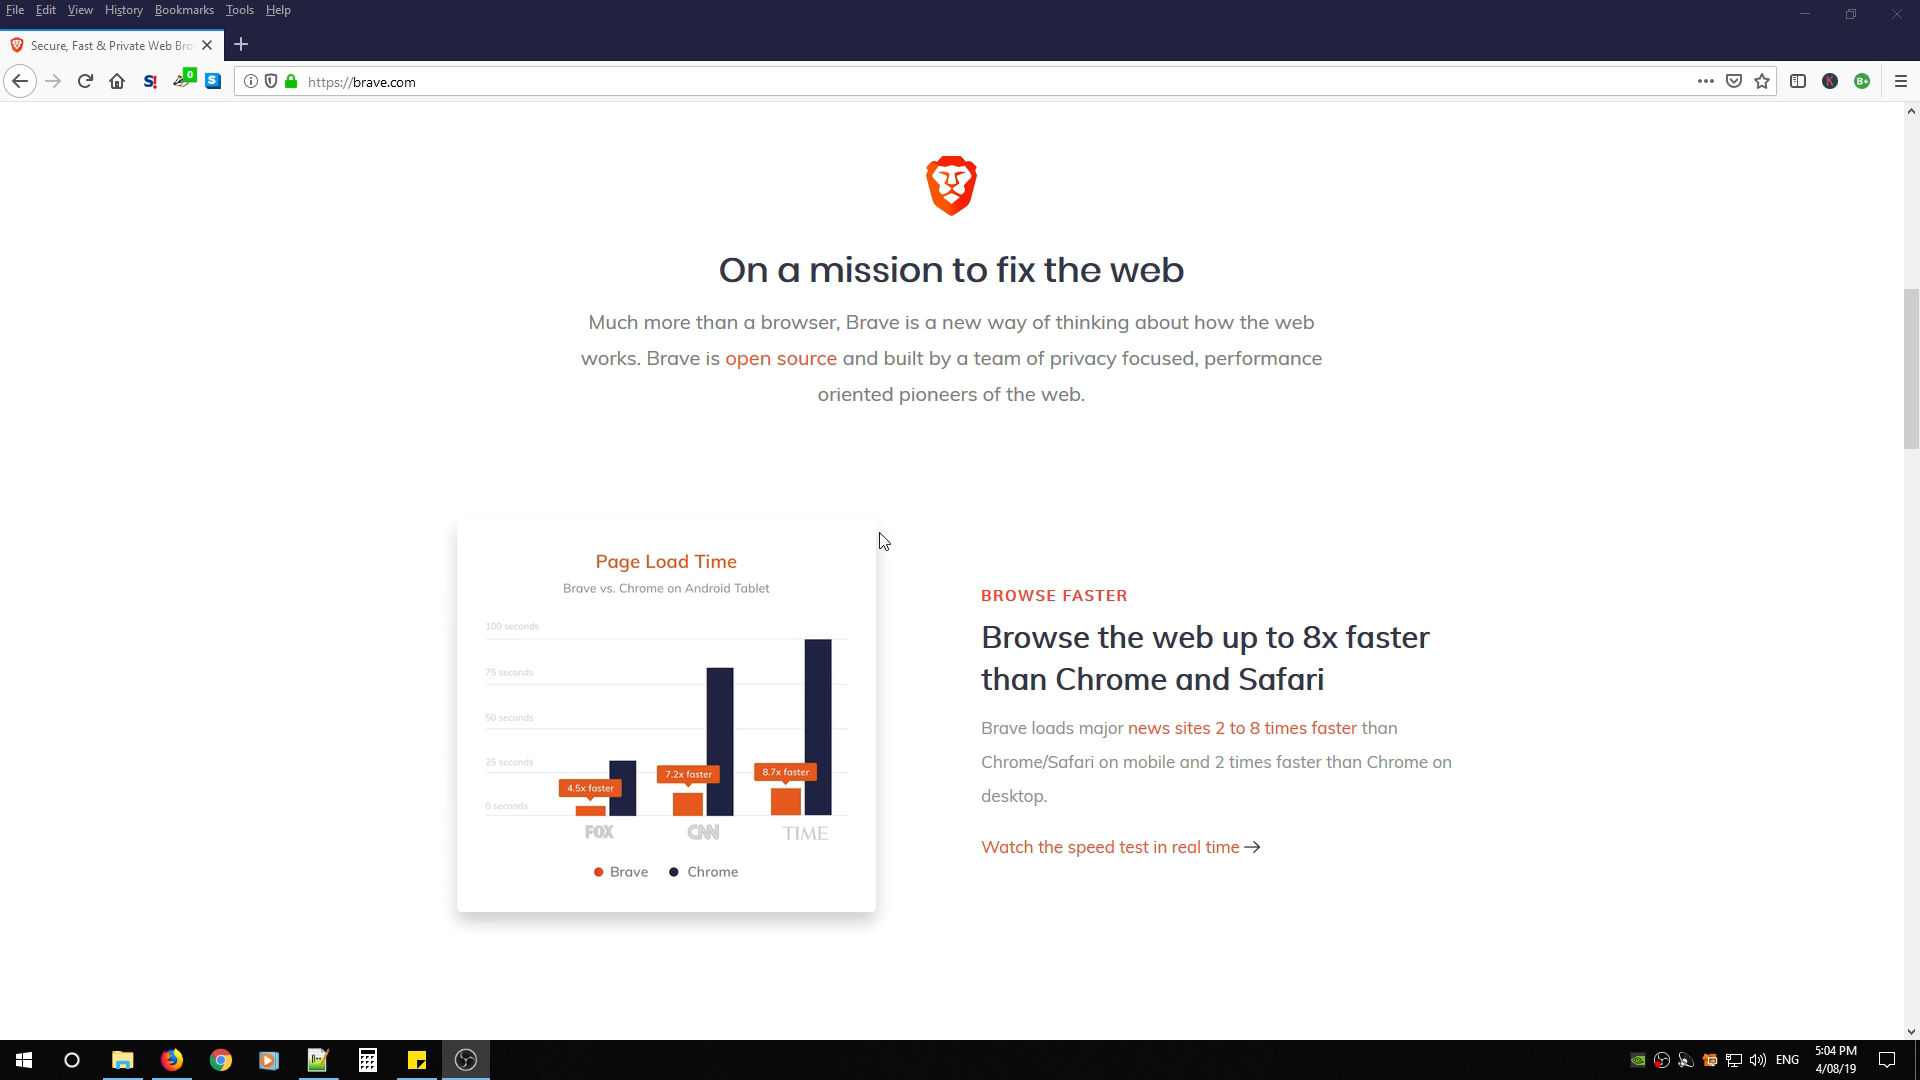 File Edit View History Bookmarks Tools Help
Secure, Fast & Private Web Bro
S! 0 S
https://brave.com
K B+
On a mission to fix the web
Much more than a browser, Brave is a new way of thinking about how the web
works. Brave is open source and built by a team of privacy focused, performance
oriented pioneers of the web.
Page Load Time
Brave vs. Chrome on Android Tablet
100 seconds
75 seconds
50 seconds
25 seconds
0 seconds
4.5x faster
7.2x faster
8.7x faster
FOX CNN TIME
Brave Chrome
BROWSE FASTER
Browse the web up to 8x faster
than Chrome and Safari
Brave loads major news sites 2 to 8 times faster than
Chrome/Safari on mobile and 2 times faster than Chrome on
desktop.
Watch the speed test in real time
ENG
5:04 PM
4/08/19